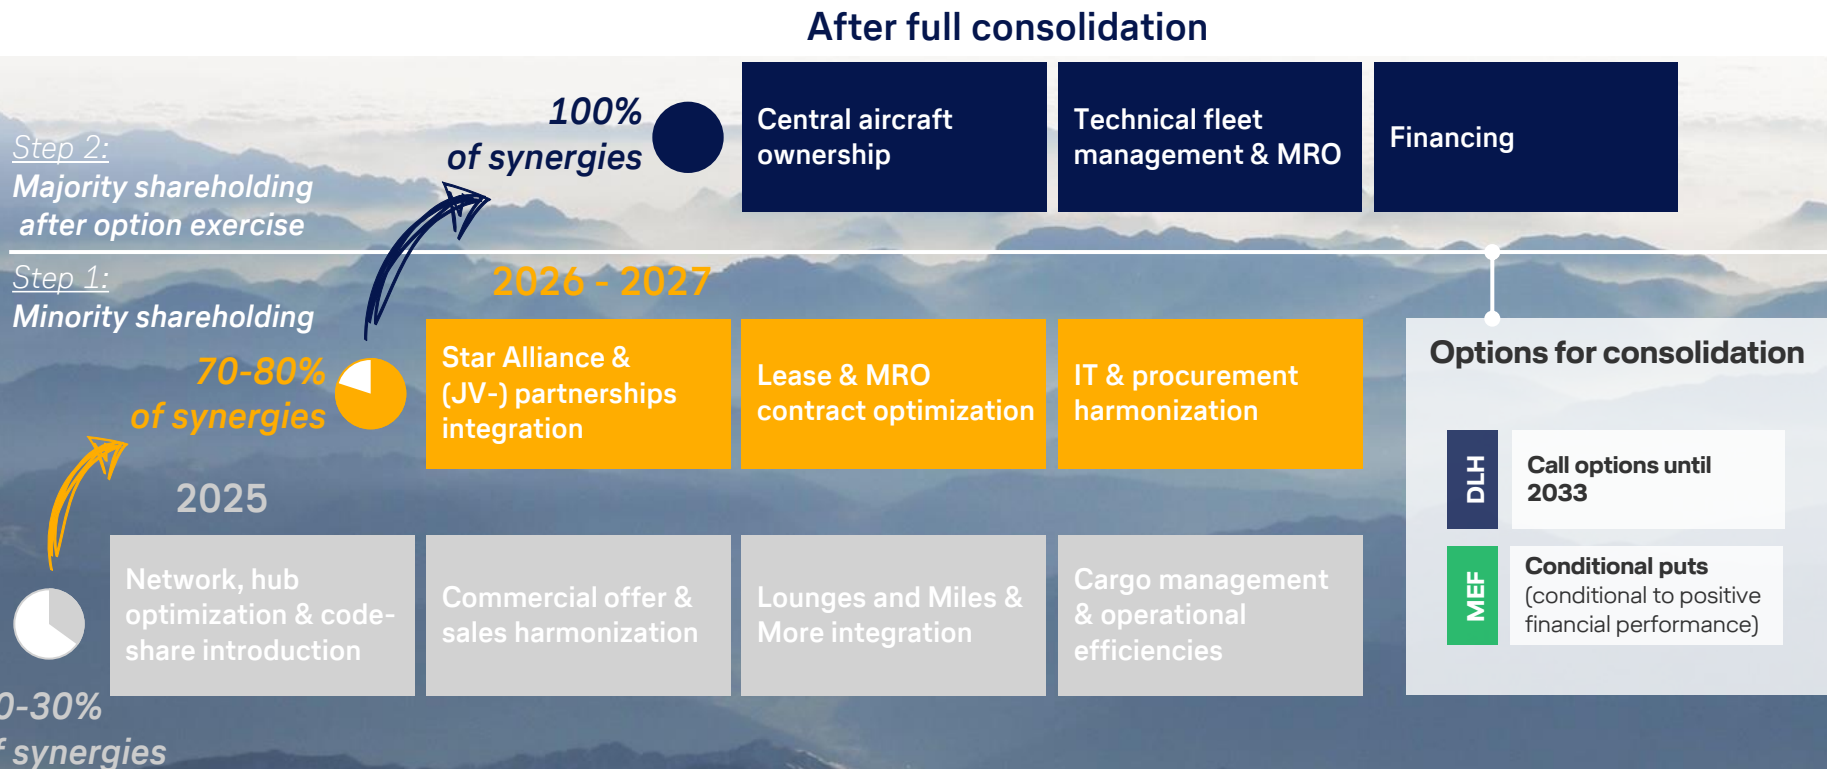 After full consolidation
Step 2:
Majority shareholding
after option exercise
100%
of synergies
Central aircraft
ownership
Technical fleet
management & MRO
Financing
Step 1:
Minority shareholding
2026 - 2027
70-80%
of synergies
Star Alliance &
(JV-) partnerships
integration
Lease & MRO
contract optimization
IT & procurement
harmonization
2025
Network, hub
optimization & code-
share introduction
Commercial offer &
sales harmonization
Lounges and Miles &
More integration
Cargo management
& operational
efficiencies
0-30%
synergies
Options for consolidation
DLH
Call options until
2033
MEF
Conditional puts
(conditional to positive
financial performance)